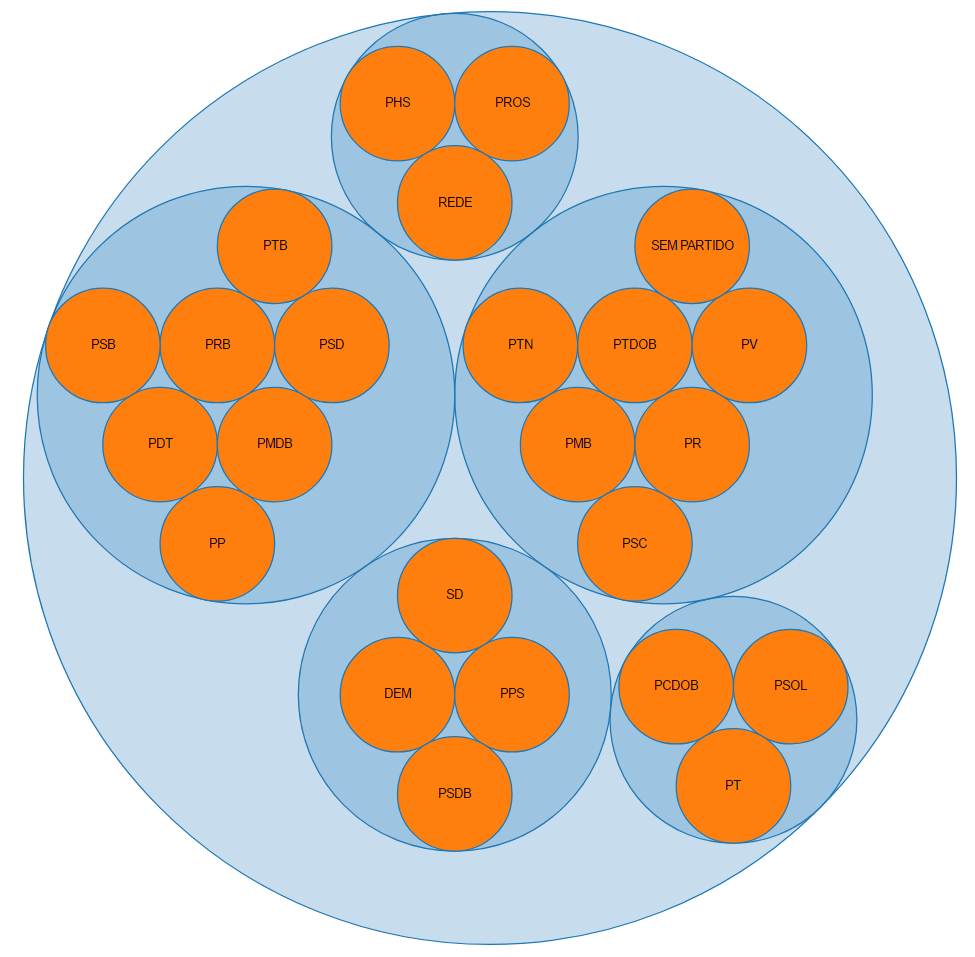 PHS
PROS
REDE
PTB
PSB
PRB
PSD
PDT
PMDB
PP
SEM PARTIDO
PTN
PTDOB
PV
PMB
PR
PSC
SD
DEM
PPS
PSDB
PCDOB
PSOL
PT